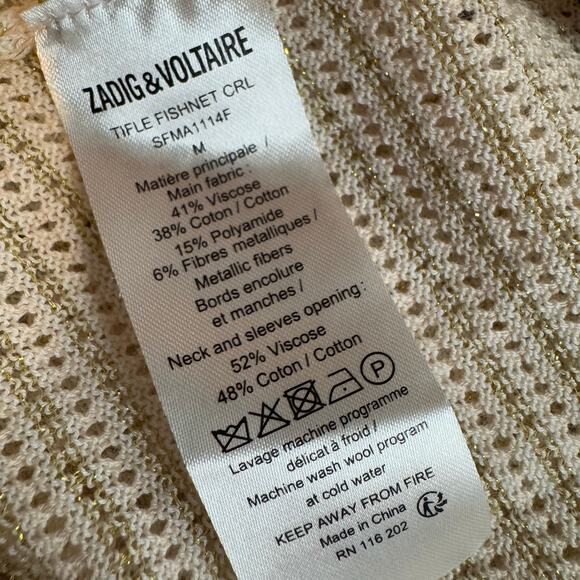 ZADIG&VOLTAIRE
TIFLE FISHNET CRL
SFMA1114F
M
Matière principale /
Main fabric :
41% Viscose
38% Coton / Cotton
15% Polyamide
6% Fibres metalliques /
Metallic fibers
Bords encolure
et manches /
Neck and sleeves opening :
52% Viscose
48% Coton / Cotton
P
Lavage machine programme
délicat à froid /
Machine wash wool program
at cold water
KEEP AWAY FROM FIRE
Made in China
RN 116 202